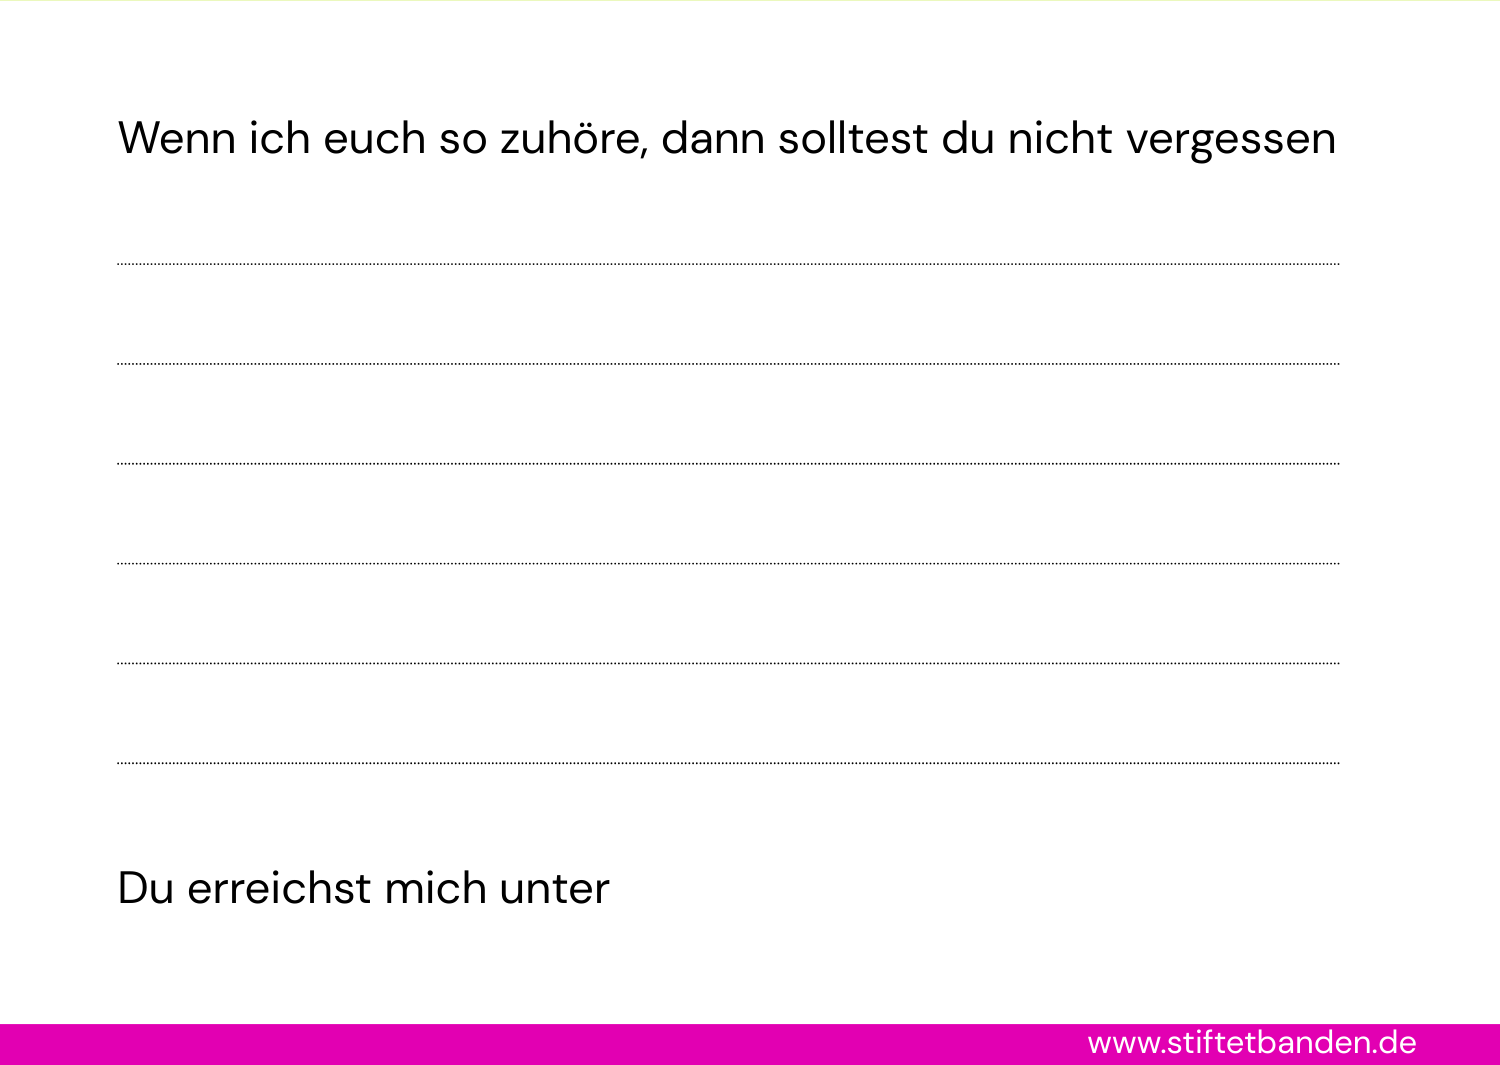 Wenn ich euch so zuhöre, dann solltest du nicht vergessen
Du erreichst mich unter
www.stiftetbanden.de